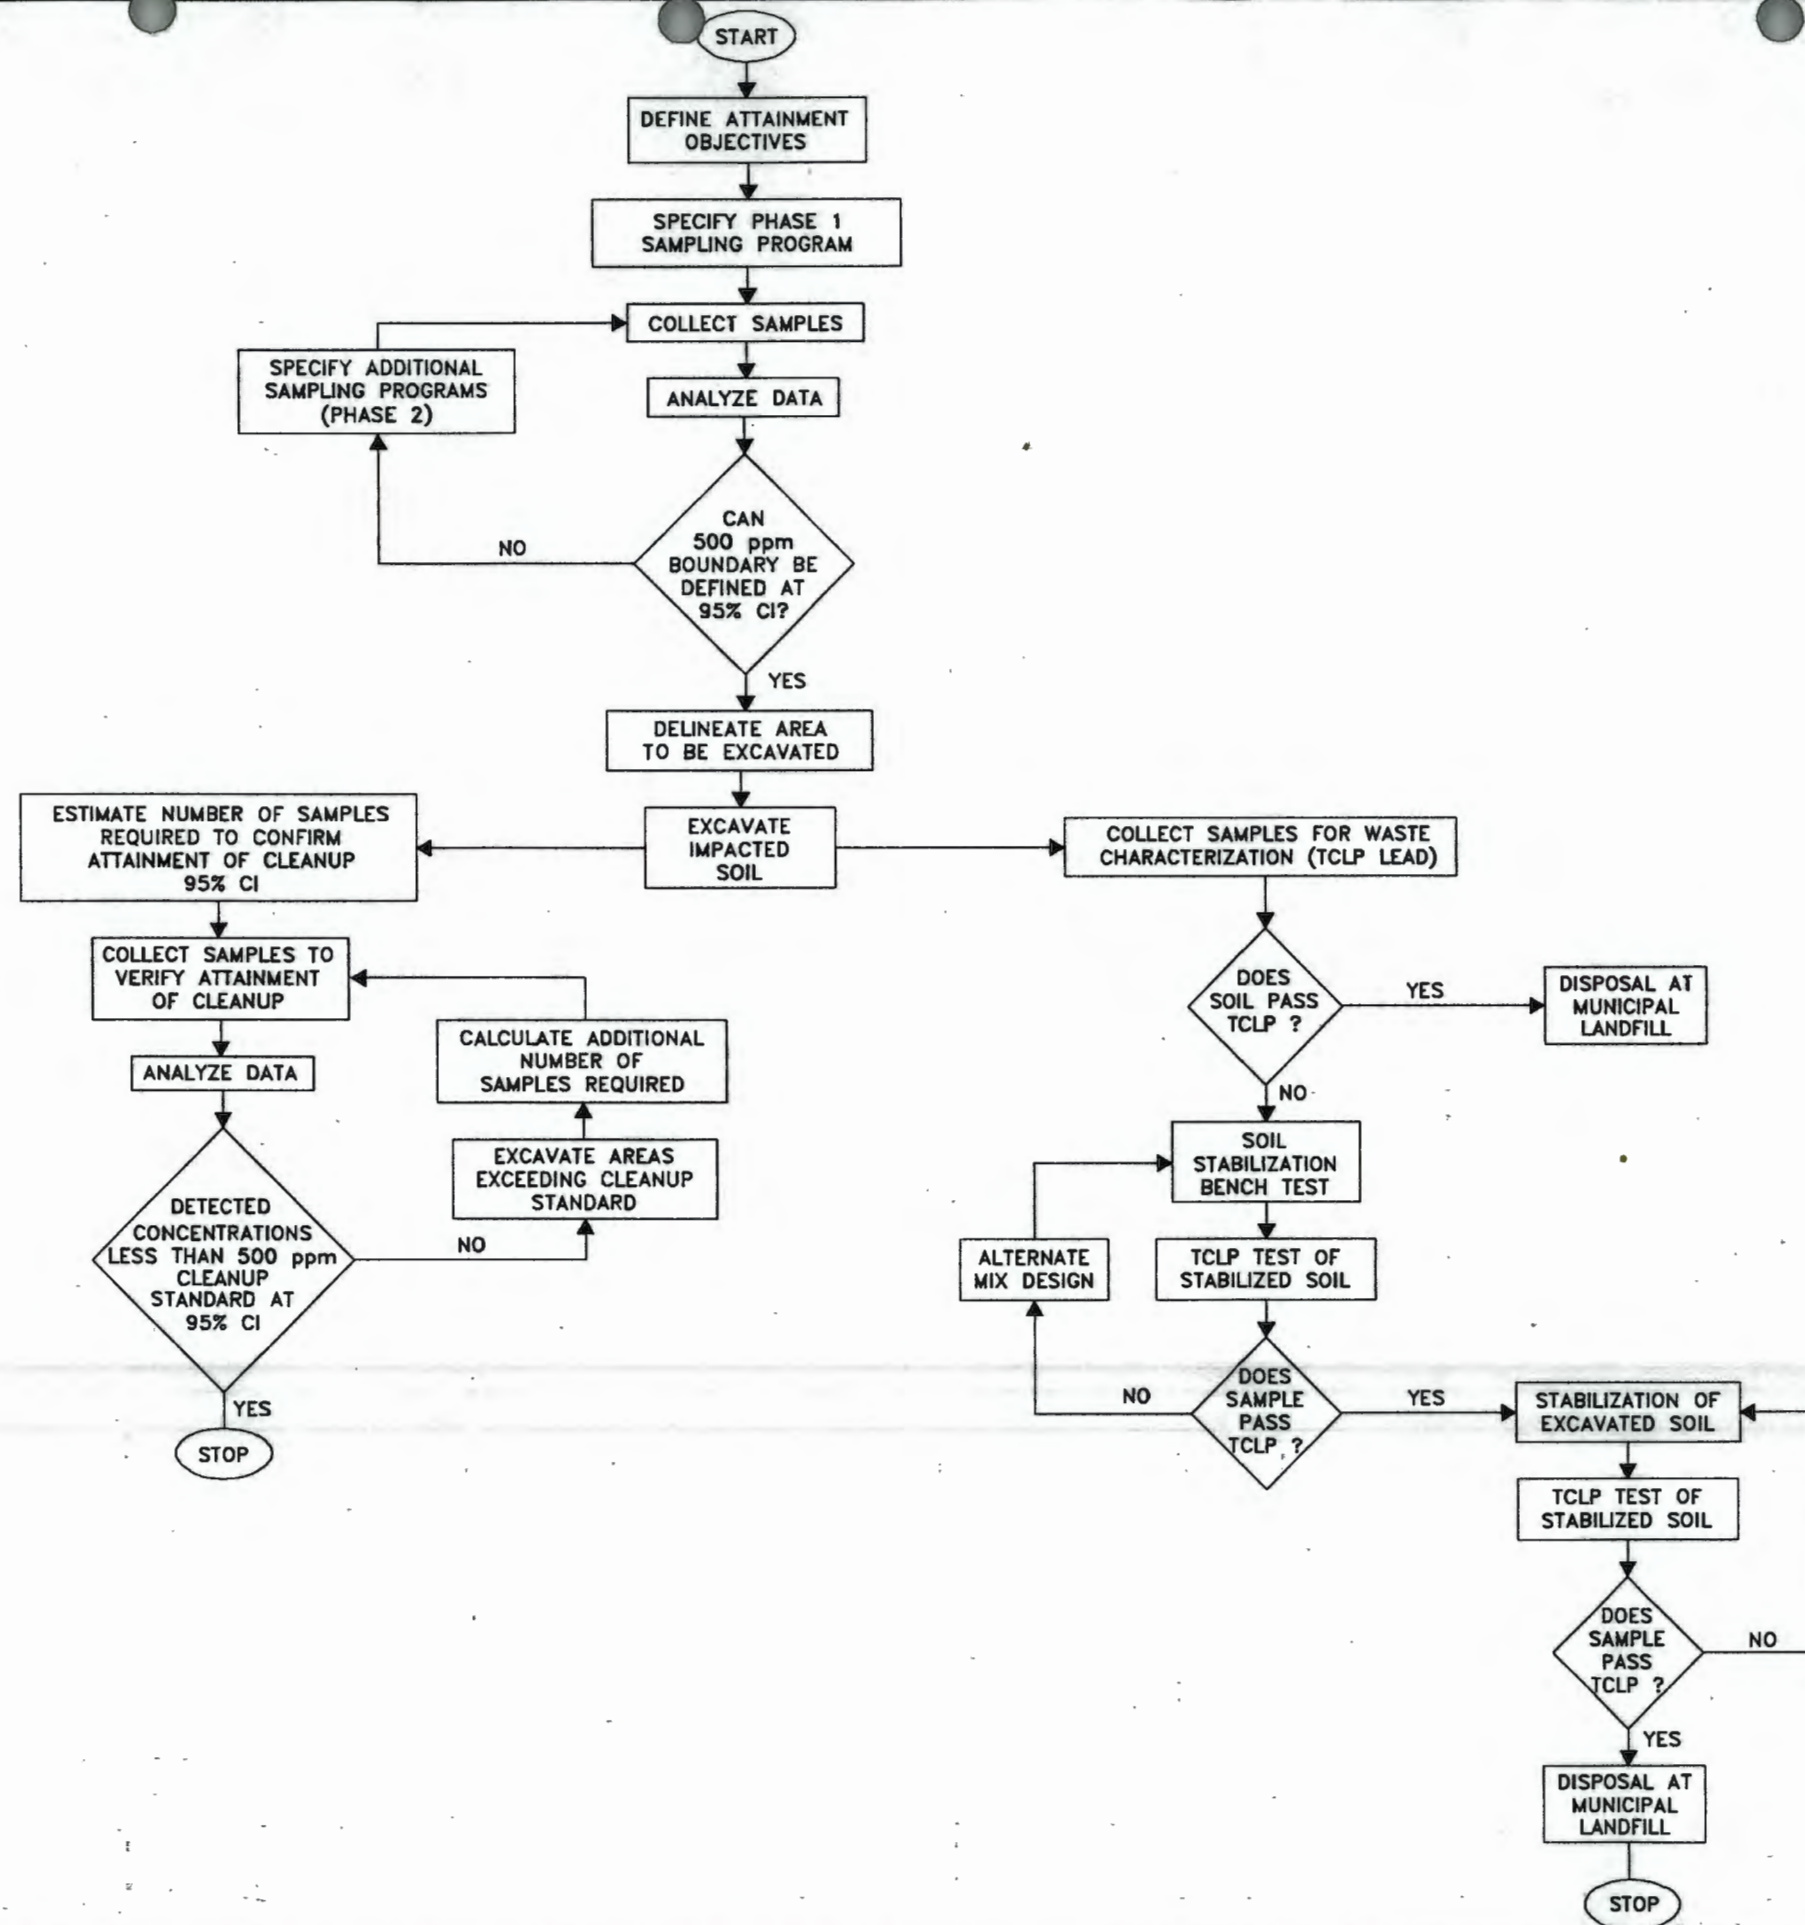 START
DEFINE ATTAINMENT
OBJECTIVES
SPECIFY PHASE 1
SAMPLING PROGRAM
COLLECT SAMPLES
SPECIFY ADDITIONAL
SAMPLING PROGRAMS
(PHASE 2)
ANALYZE DATA
CAN
500 ppm
BOUNDARY BE
DEFINED AT
95% CI?
NO
YES
DELINEATE AREA
TO BE EXCAVATED
EXCAVATE
IMPACTED
SOIL
ESTIMATE NUMBER OF SAMPLES
REQUIRED TO CONFIRM
ATTAINMENT OF CLEANUP
95% CI
COLLECT SAMPLES TO
VERIFY ATTAINMENT
OF CLEANUP
ANALYZE DATA
CALCULATE ADDITIONAL
NUMBER OF
SAMPLES REQUIRED
EXCAVATE AREAS
EXCEEDING CLEANUP
STANDARD
DETECTED
CONCENTRATIONS
LESS THAN 500 ppm
CLEANUP
STANDARD AT
95% CI
NO
YES
STOP
COLLECT SAMPLES FOR WASTE
CHARACTERIZATION (TCLP LEAD)
DOES
SOIL PASS
TCLP ?
YES
DISPOSAL AT
MUNICIPAL
LANDFILL
NO
SOIL
STABILIZATION
BENCH TEST
ALTERNATE
MIX DESIGN
TCLP TEST OF
STABILIZED SOIL
DOES
SAMPLE
PASS
TCLP ?
NO
YES
STABILIZATION OF
EXCAVATED SOIL
TCLP TEST OF
STABILIZED SOIL
DOES
SAMPLE
PASS
TCLP ?
NO
YES
DISPOSAL AT
MUNICIPAL
LANDFILL
STOP